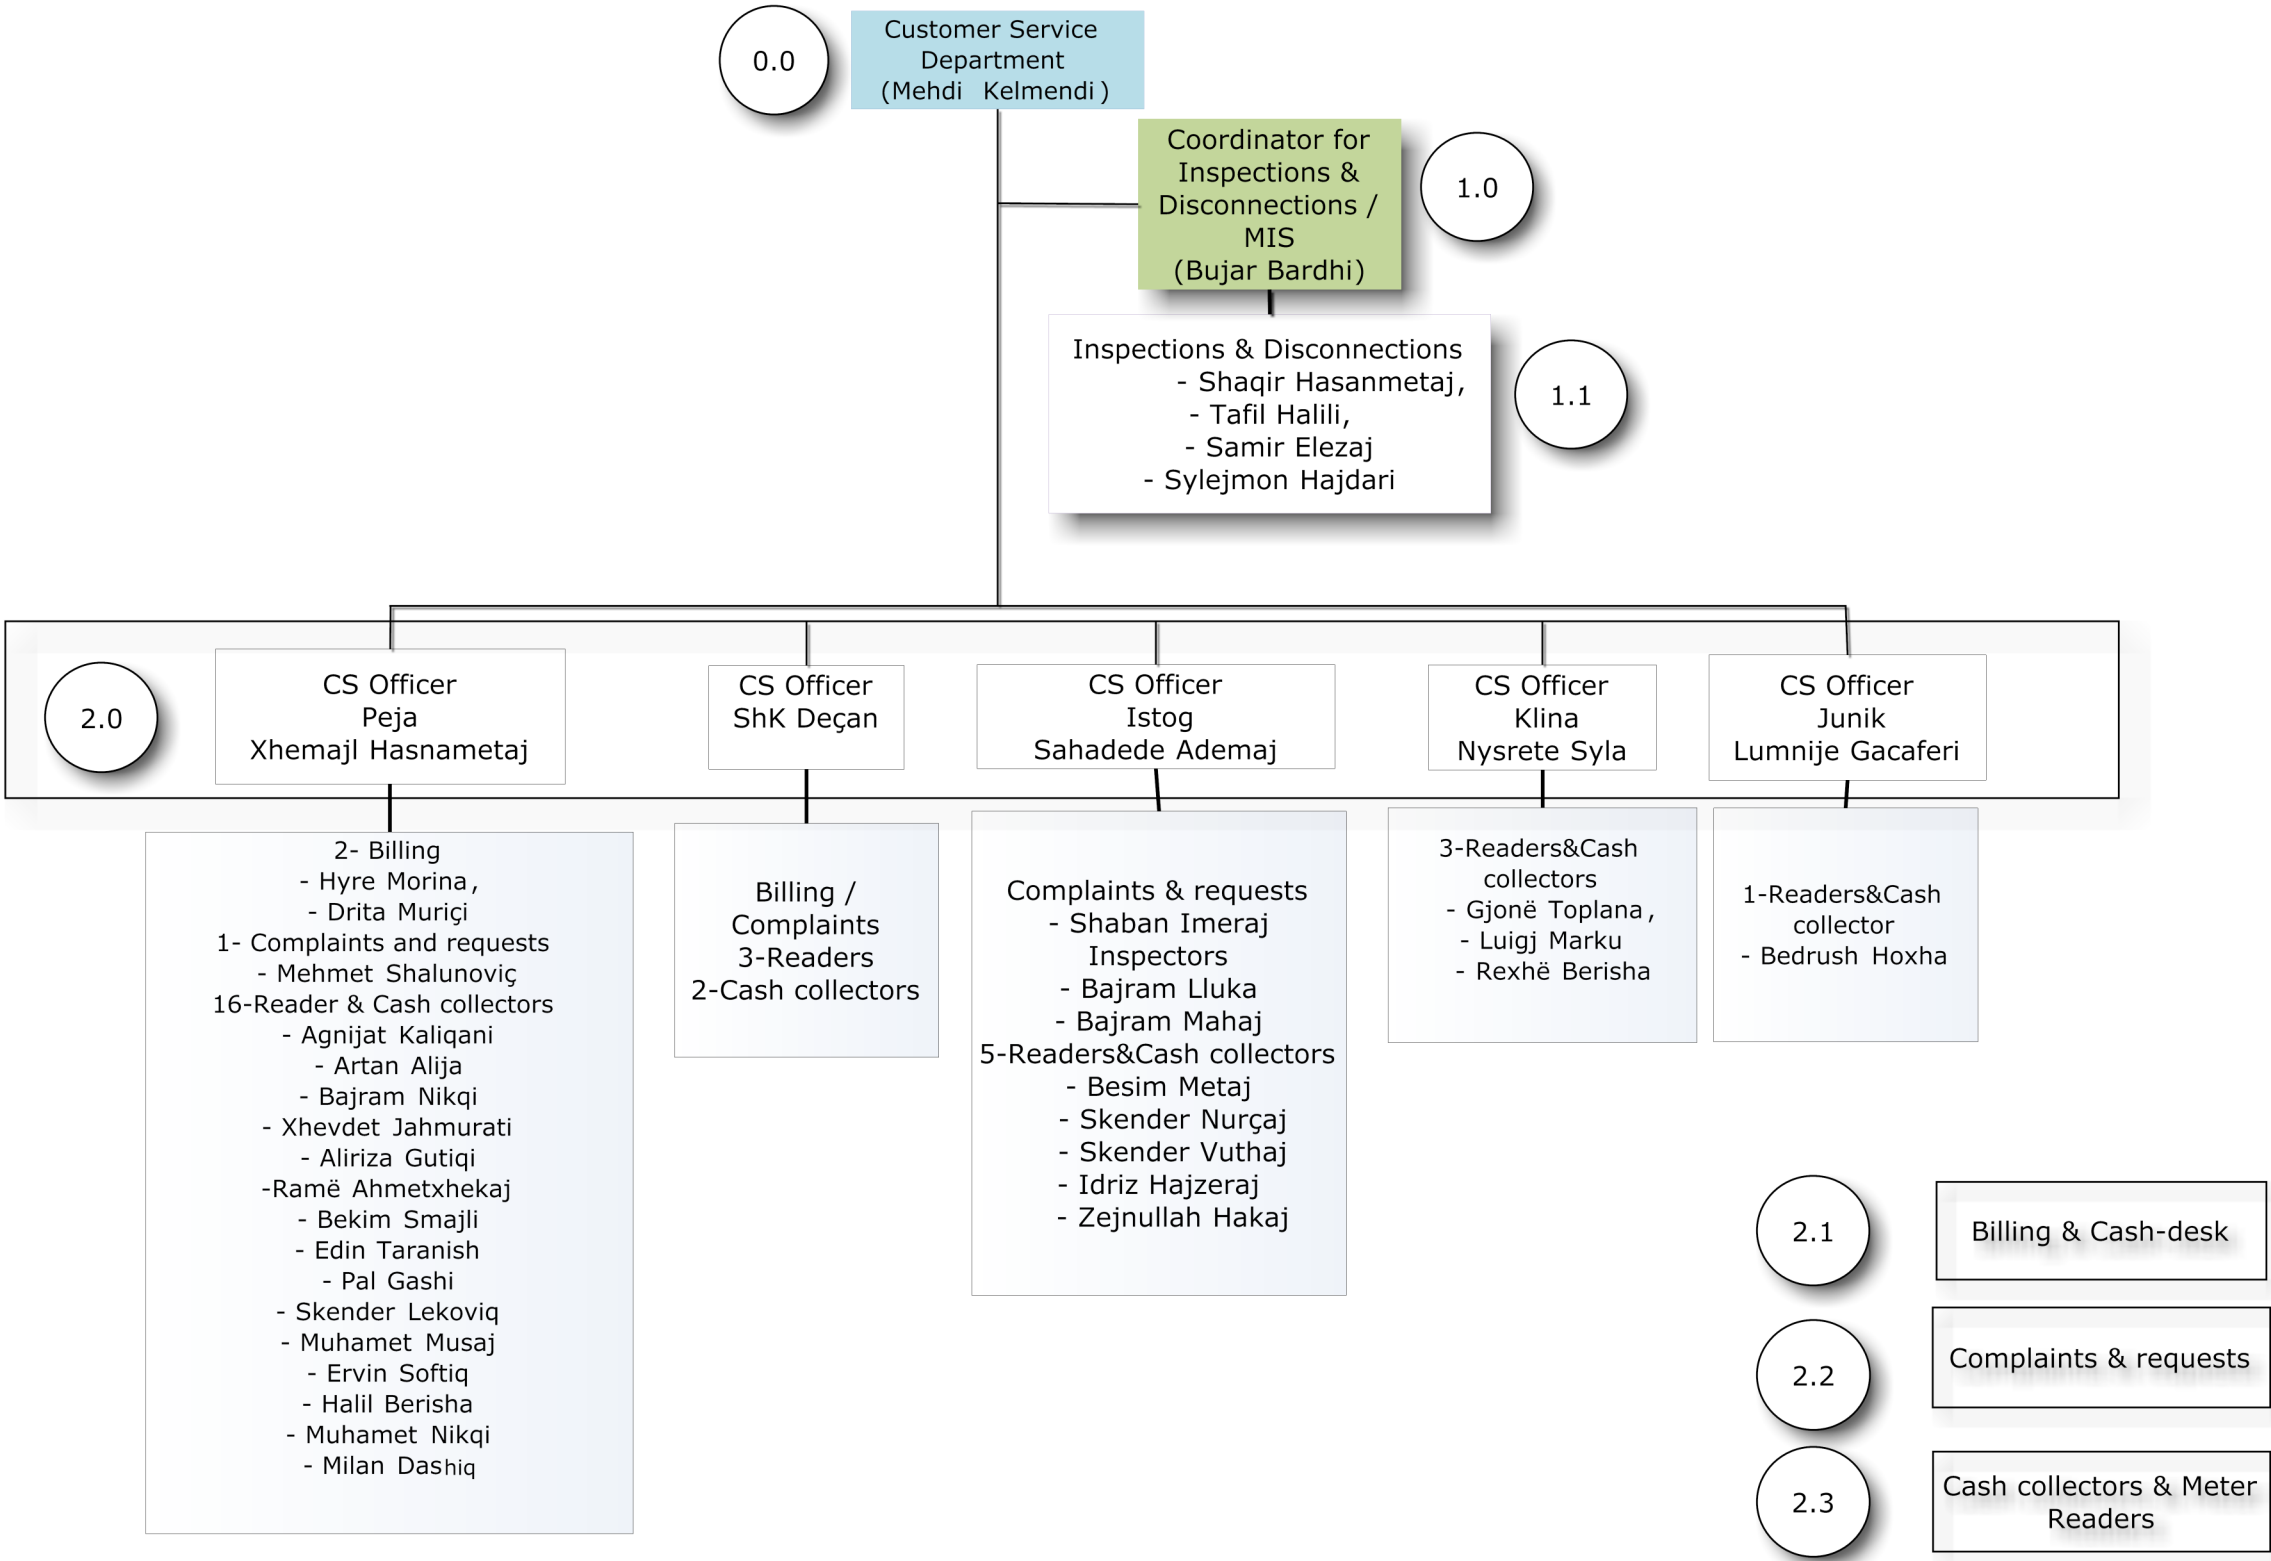 0.0
Customer Service
Department
(Mehdi Kelmendi)
Coordinator for
Inspections &
Disconnections /
MIS
(Bujar Bardhi)
1.0
Inspections & Disconnections
- Shaqir Hasanmetaj,
- Tafil Halili,
- Samir Elezaj
- Sylejmon Hajdari
1.1
2.0
CS Officer
Peja
Xhemajl Hasnametaj
CS Officer
ShK Deçan
CS Officer
Istog
Sahadede Ademaj
CS Officer
Klina
Nysrete Syla
CS Officer
Junik
Lumnije Gacaferi
2- Billing
- Hyre Morina,
- Drita Muriçi
1- Complaints and requests
- Mehmet Shalunoviç
16-Reader & Cash collectors
- Agnijat Kaliqani
- Artan Alija
- Bajram Nikqi
- Xhevdet Jahmurati
- Aliriza Gutiqi
-Ramë Ahmetxhekaj
- Bekim Smajli
- Edin Taranish
- Pal Gashi
- Skender Lekoviq
- Muhamet Musaj
- Ervin Softiq
- Halil Berisha
- Muhamet Nikqi
- Milan Dashiq
Billing /
Complaints
3-Readers
2-Cash collectors
Complaints & requests
- Shaban Imeraj
Inspectors
- Bajram Lluka
- Bajram Mahaj
5-Readers&Cash collectors
- Besim Metaj
- Skender Nurçaj
- Skender Vuthaj
- Idriz Hajzeraj
- Zejnullah Hakaj
3-Readers&Cash
collectors
- Gjonë Toplana,
- Luigj Marku
- Rexhë Berisha
1-Readers&Cash
collector
- Bedrush Hoxha
2.1
Billing & Cash-desk
2.2
Complaints & requests
2.3
Cash collectors & Meter
Readers